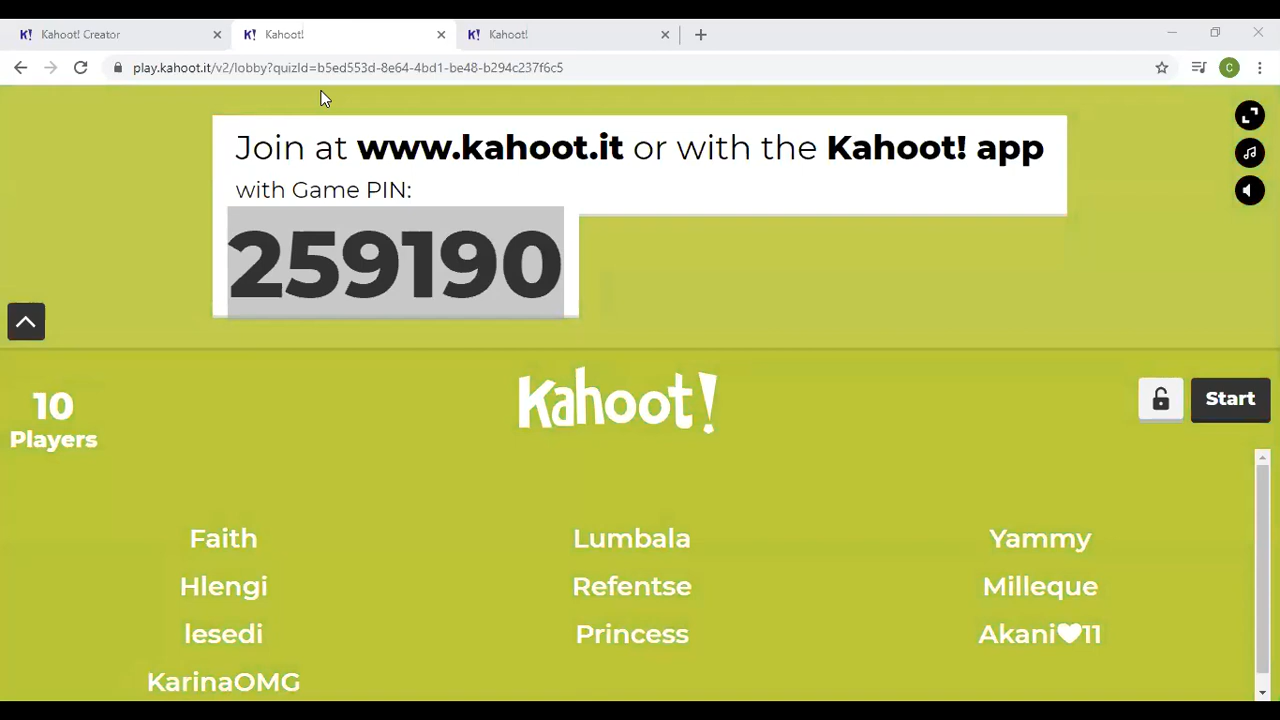 Kahoot! Creator
Kahoot!
Kahoot!
play.kahoot.it/v2/lobby?quizId=b5ed553d-8e64-4bd1-be48-b294c237f6c5
C
Join at www.kahoot.it or with the Kahoot! app
with Game PIN:
259190
10
Players
Kahoot!
Start
Faith
Lumbala
Yammy
Hlengi
Refentse
Milleque
lesedi
Princess
Akani♥11
KarinaOMG